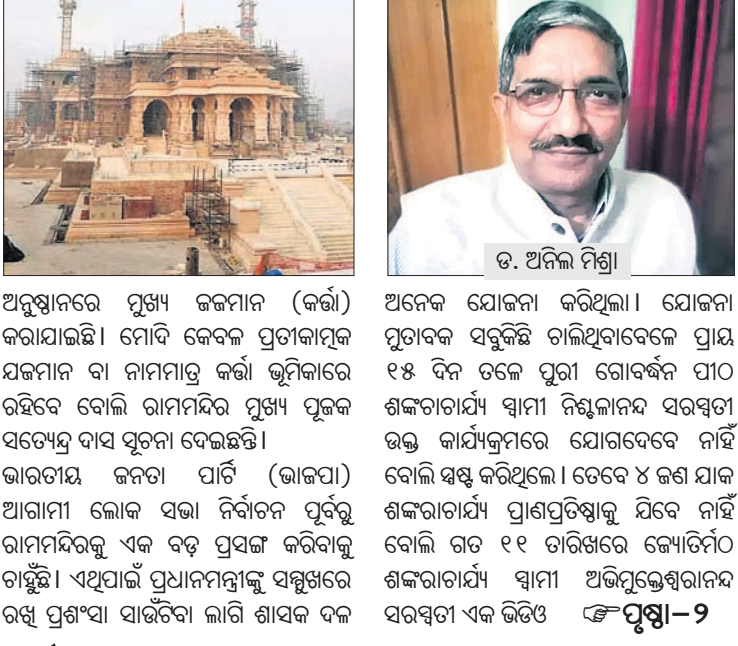 ଡ. ଅନିଲ ମିଶ୍ରା
ଅନୁଷ୍ଠାନରେ ମୁଖ୍ୟ ଜଜମାନ (କର୍ତ୍ତା)
କରାଯାଇଛି। ମୋଦି କେବଳ ପ୍ରତୀକାତ୍ମକ
ଯଜମାନ ବା ନାମମାତ୍ର କର୍ତ୍ତା ଭୂମିକାରେ
ରହିବେ ବୋଲି ରାମମନ୍ଦିର ମୁଖ୍ୟ ପୂଜକ
ସତ୍ୟେନ୍ଦ୍ର ଦାସ ସୂଚନା ଦେଇଛନ୍ତି।
ଭାରତୀୟ ଜନତା ପାର୍ଟି (ଭାଜପା)
ଆଗାମୀ ଲୋକ ସଭା ନିର୍ବାଚନ ପୂର୍ବରୁ
ରାମମନ୍ଦିରକୁ ଏକ ବଡ଼ ପ୍ରସଙ୍ଗ କରିବାକୁ
ଚାହୁଁଛି। ଏଥିପାଇଁ ପ୍ରଧାନମନ୍ତ୍ରୀଙ୍କୁ ସମ୍ମୁଖରେ
ରଖି ପ୍ରଶଂସା ସାଉଁଟିବା ଲାଗି ଶାସକ ଦଳ
ଅନେକ ଯୋଜନା କରିଥିଲା। ଯୋଜନା
ମୁତାବକ ସବୁକିଛି ଚାଲିଥିବାବେଳେ ପ୍ରାୟ
୧୫ ଦିନ ତଳେ ପୁରୀ ଗୋବର୍ଦ୍ଧନ ପୀଠ
ଶଙ୍କଚାଚାର୍ଯ୍ୟ ସ୍ୱାମୀ ନିଶ୍ଚଳାନନ୍ଦ ସରସ୍ୱତୀ
ଉକ୍ତ କାର୍ଯ୍ୟକ୍ରମରେ ଯୋଗଦେବେ ନାହିଁ
ବୋଲି ସ୍ପଷ୍ଟ କରିଥିଲେ। ତେବେ ୪ ଜଣ ଯାକ
ଶଙ୍କରାଚାର୍ଯ୍ୟ ପ୍ରାଣପ୍ରତିଷ୍ଠାକୁ ଯିବେ ନାହିଁ
ବୋଲି ଗତ ୧୧ ତାରିଖରେ ଜ୍ୟୋତିର୍ମଠ
ଶଙ୍କରାଚାର୍ଯ୍ୟ ସ୍ୱାମୀ ଅଭିମୁକ୍ତେଶ୍ୱରାନନ୍ଦ
ସରସ୍ୱତୀ ଏକ ଭିଡିଓ ☞ପୃଷ୍ଠା–୨